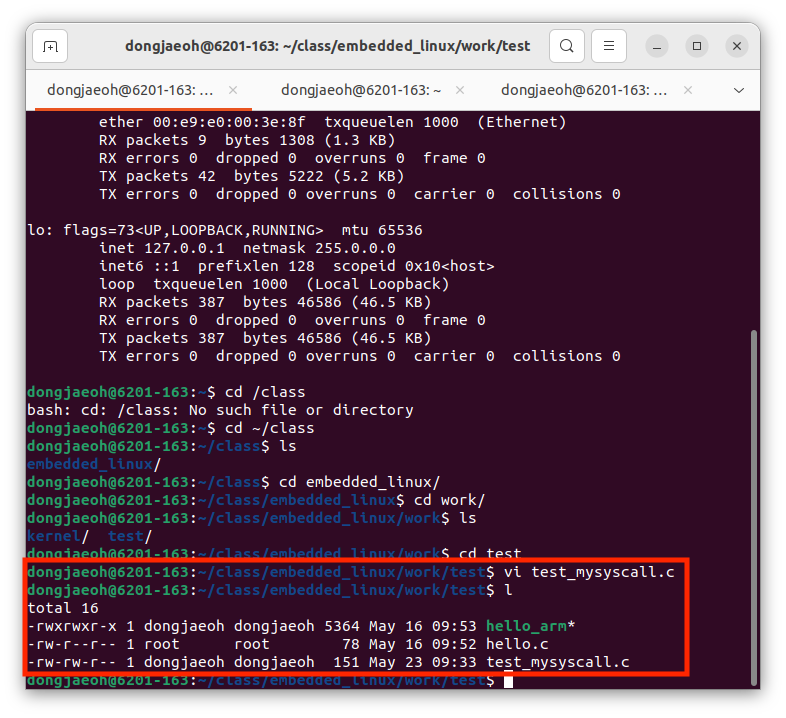 dongjaeoh@6201-163: ~/class/embedded_linux/work/test
dongjaeoh@6201-163: ... × dongjaeoh@6201-163: ~ × dongjaeoh@6201-163: ... ×
ether 00:e9:e0:00:3e:8f  txqueuelen 1000  (Ethernet)
RX packets 9  bytes 1308 (1.3 KB)
RX errors 0  dropped 0  overruns 0  frame 0
TX packets 42  bytes 5222 (5.2 KB)
TX errors 0  dropped 0 overruns 0  carrier 0  collisions 0
lo: flags=73<UP,LOOPBACK,RUNNING>  mtu 65536
inet 127.0.0.1  netmask 255.0.0.0
inet6 ::1  prefixlen 128  scopeid 0x10<host>
loop  txqueuelen 1000  (Local Loopback)
RX packets 387  bytes 46586 (46.5 KB)
RX errors 0  dropped 0  overruns 0  frame 0
TX packets 387  bytes 46586 (46.5 KB)
TX errors 0  dropped 0 overruns 0  carrier 0  collisions 0
dongjaeoh@6201-163:~$ cd /class
bash: cd: /class: No such file or directory
dongjaeoh@6201-163:~$ cd ~/class
dongjaeoh@6201-163:~/class$ ls
embedded_linux/
dongjaeoh@6201-163:~/class$ cd embedded_linux/
dongjaeoh@6201-163:~/class/embedded_linux$ cd work/
dongjaeoh@6201-163:~/class/embedded_linux/work$ ls
kernel/  test/
dongjaeoh@6201-163:~/class/embedded_linux/work$ cd test
dongjaeoh@6201-163:~/class/embedded_linux/work/test$ vi test_mysyscall.c
dongjaeoh@6201-163:~/class/embedded_linux/work/test$ l
total 16
-rwxrwxr-x 1 dongjaeoh dongjaeoh 5364 May 16 09:53 hello_arm*
-rw-r--r-- 1 root      root        78 May 16 09:52 hello.c
-rw-rw-r-- 1 dongjaeoh dongjaeoh  151 May 23 09:33 test_mysyscall.c
dongjaeoh@6201-163:~/class/embedded_linux/work/test$